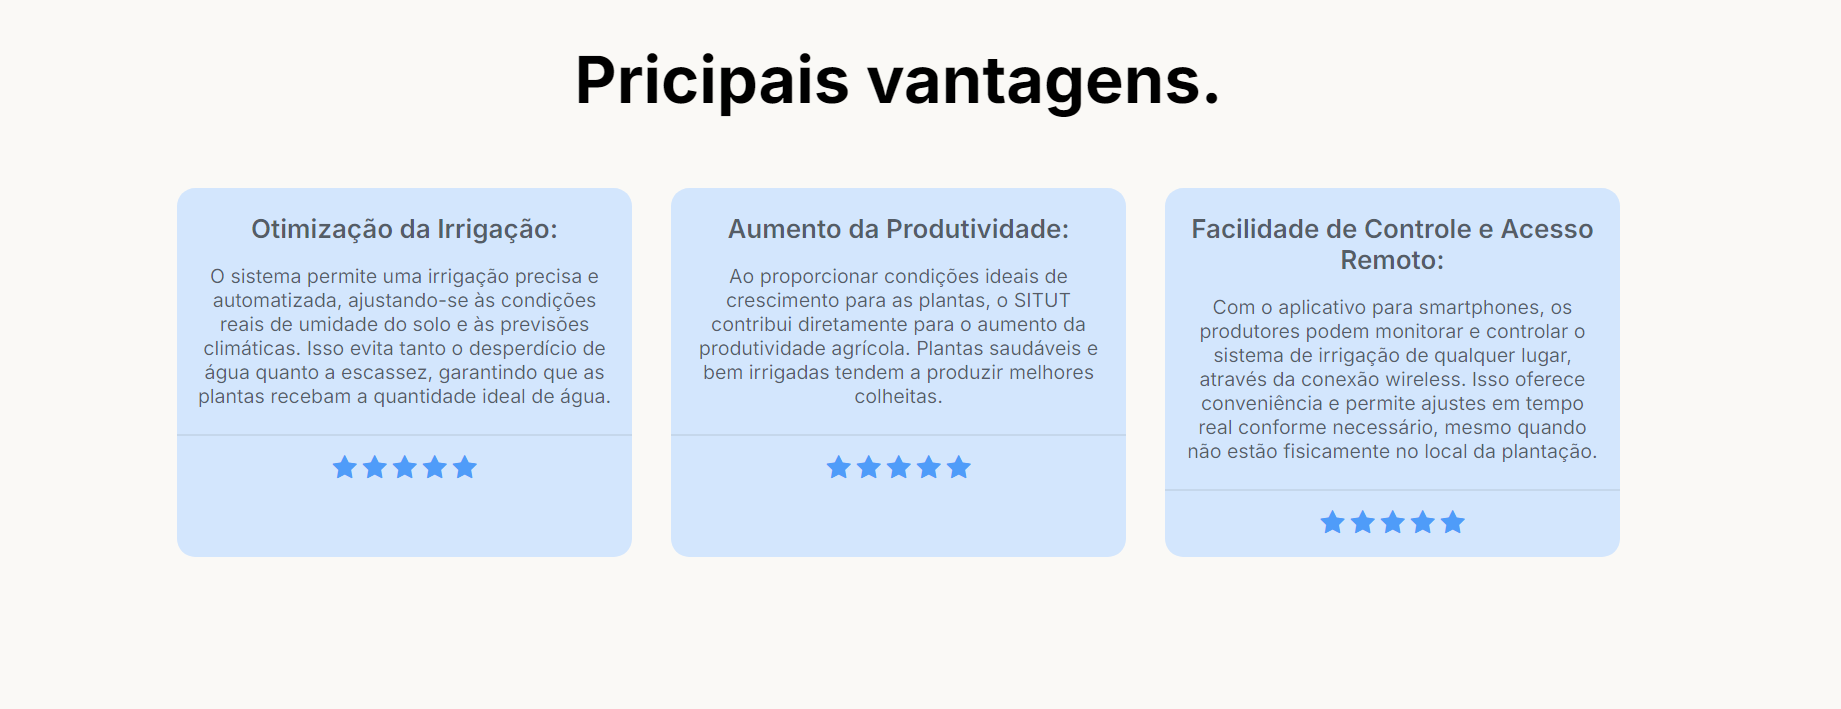 Pricipais vantagens.
Otimização da Irrigação:
O sistema permite uma irrigação precisa e
automatizada, ajustando-se às condições
reais de umidade do solo e às previsões
climáticas. Isso evita tanto o desperdício de
água quanto a escassez, garantindo que as
plantas recebam a quantidade ideal de água.
Aumento da Produtividade:
Ao proporcionar condições ideais de
crescimento para as plantas, o SITUT
contribui diretamente para o aumento da
produtividade agrícola. Plantas saudáveis e
bem irrigadas tendem a produzir melhores
colheitas.
Facilidade de Controle e Acesso
Remoto:
Com o aplicativo para smartphones, os
produtores podem monitorar e controlar o
sistema de irrigação de qualquer lugar,
através da conexão wireless. Isso oferece
conveniência e permite ajustes em tempo
real conforme necessário, mesmo quando
não estão fisicamente no local da plantação.